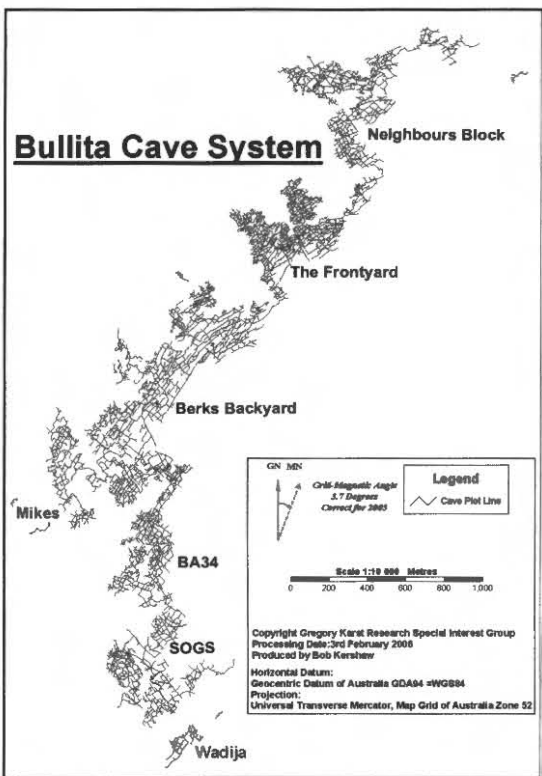 Bullita Cave System
Neighbours Block
The Frontyard
Berks Backyard
Mikes
BA34
SOGS
Wadija
GN MN
Grid-Magnetic Angle
3.7 Degrees
Correct for 2005
Legend
Cave Plot Line
Scale 1:10 000 Metres
0 200 400 600 800 1,000
Copyright Gregory Karst Research Special Interest Group
Processing Date:3rd February 2006
Produced by Bob Kershaw
Horizontal Datum:
Geocentric Datum of Australia GDA94 =WGS84
Projection:
Universal Transverse Mercator, Map Grid of Australia Zone 52